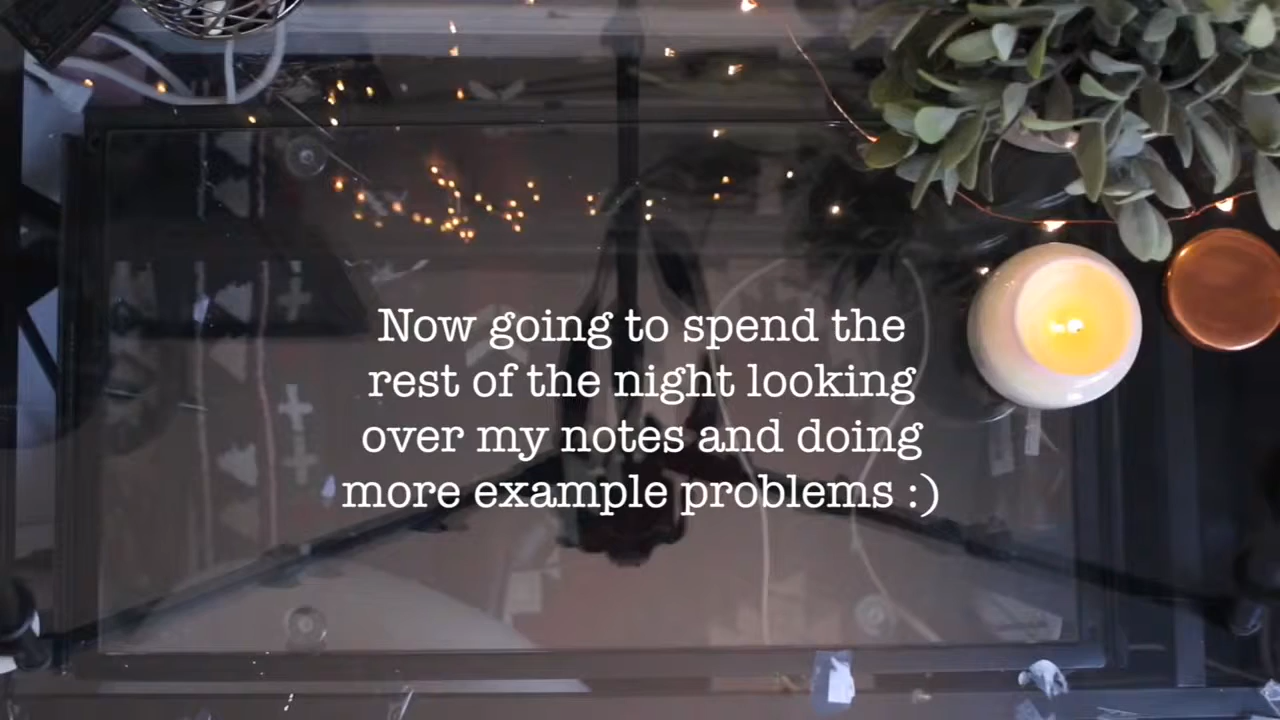 Now going to spend the
rest of the night looking
over my notes and doing
more example problems :)